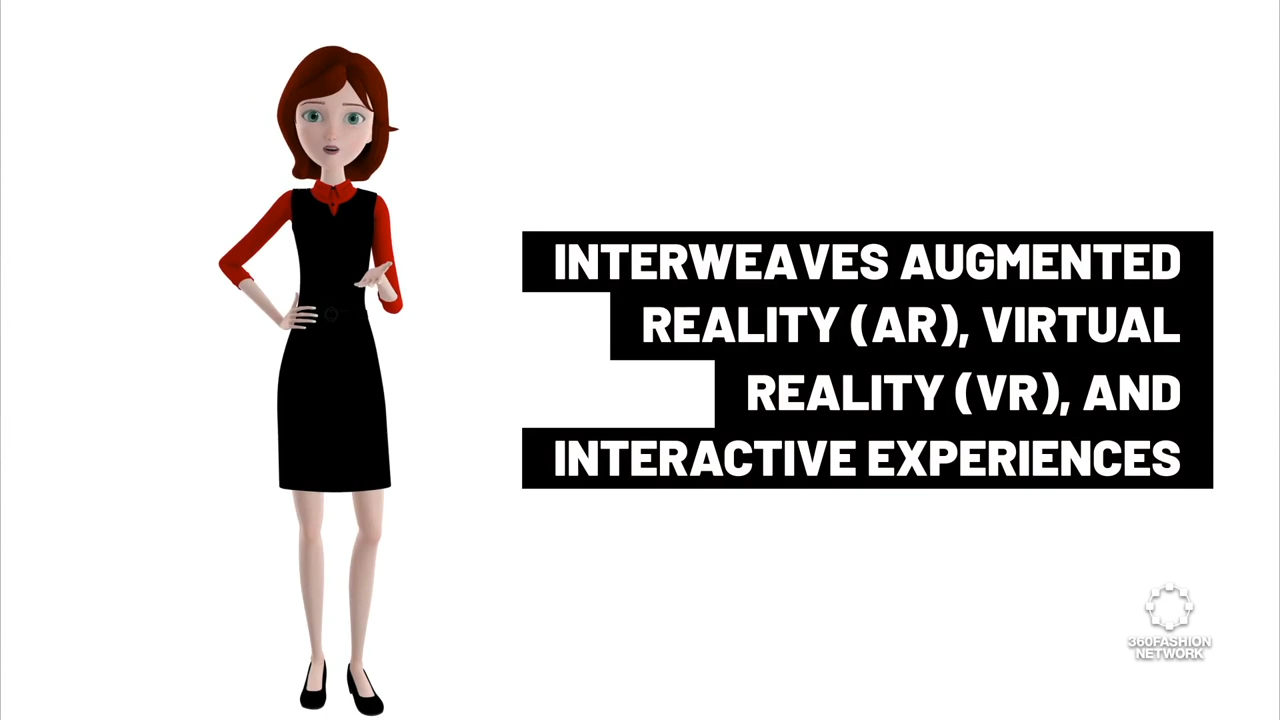 INTERWEAVES AUGMENTED
REALITY (AR), VIRTUAL
REALITY (VR), AND
INTERACTIVE EXPERIENCES
360FASHION
NETWORK